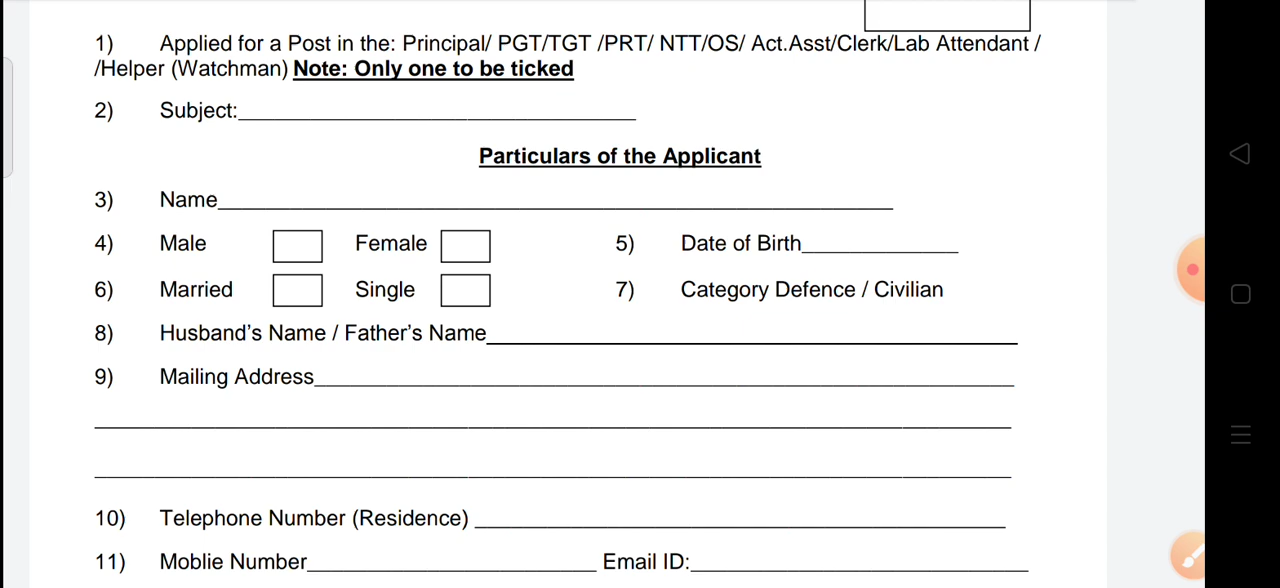 1) Applied for a Post in the: Principal/ PGT/TGT /PRT/ NTT/OS/ Act.Asst/Clerk/Lab Attendant /
/Helper (Watchman) Note: Only one to be ticked
2) Subject:
Particulars of the Applicant
3) Name
4) Male Female 5) Date of Birth
6) Married Single 7) Category Defence / Civilian
8) Husband's Name / Father's Name
9) Mailing Address
10) Telephone Number (Residence)
11) Moblie Number Email ID: